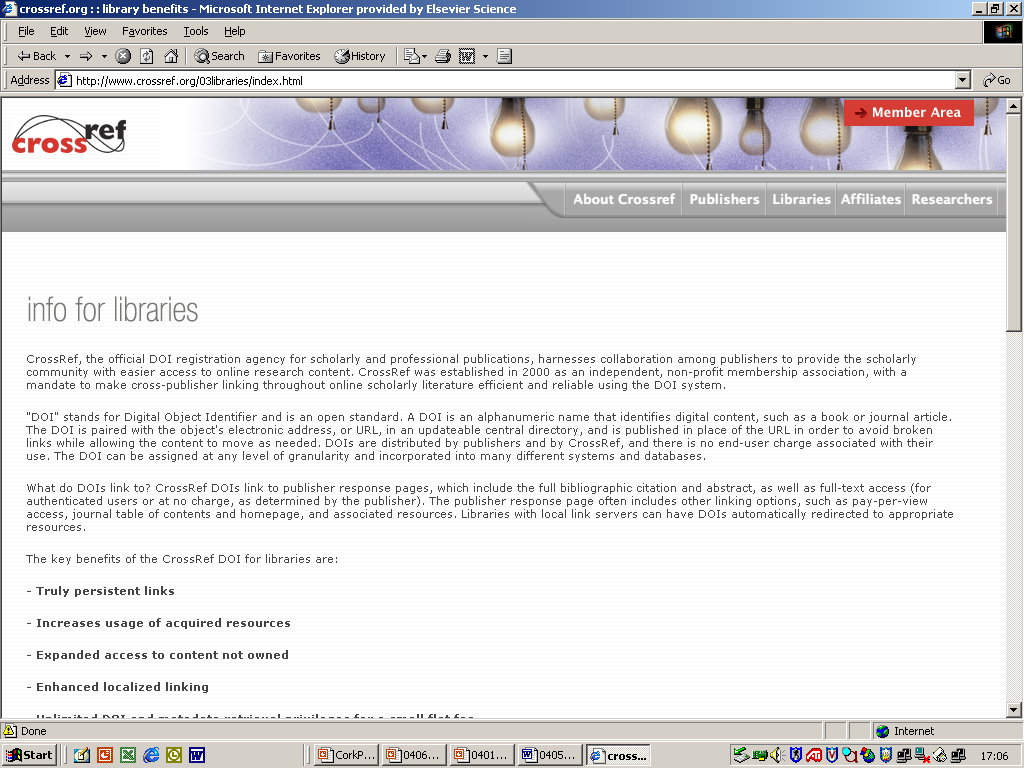 crossref.org : : library benefits - Microsoft Internet Explorer provided by Elsevier Science
File Edit View Favorites Tools Help
Back Search Favorites History
Address http://www.crossref.org/03libraries/index.html Go
crossref
Member Area
About Crossref Publishers Libraries Affiliates Researchers
info for libraries
CrossRef, the official DOI registration agency for scholarly and professional publications, harnesses collaboration among publishers to provide the scholarly
community with easier access to online research content. CrossRef was established in 2000 as an independent, non-profit membership association, with a
mandate to make cross-publisher linking throughout online scholarly literature efficient and reliable using the DOI system.
"DOI" stands for Digital Object Identifier and is an open standard. A DOI is an alphanumeric name that identifies digital content, such as a book or journal article.
The DOI is paired with the object's electronic address, or URL, in an updateable central directory, and is published in place of the URL in order to avoid broken
links while allowing the content to move as needed. DOIs are distributed by publishers and by CrossRef, and there is no end-user charge associated with their
use. The DOI can be assigned at any level of granularity and incorporated into many different systems and databases.
What do DOIs link to? CrossRef DOIs link to publisher response pages, which include the full bibliographic citation and abstract, as well as full-text access (for
authenticated users or at no charge, as determined by the publisher). The publisher response page often includes other linking options, such as pay-per-view
access, journal table of contents and homepage, and associated resources. Libraries with local link servers can have DOIs automatically redirected to appropriate
resources.
The key benefits of the CrossRef DOI for libraries are:
- Truly persistent links
- Increases usage of acquired resources
- Expanded access to content not owned
- Enhanced localized linking
- Unlimited DOI and metadata retrieval privileges for a small flat fee
Done Internet
Start CorkP... 0406... 0401... 0405... cross... 17:06